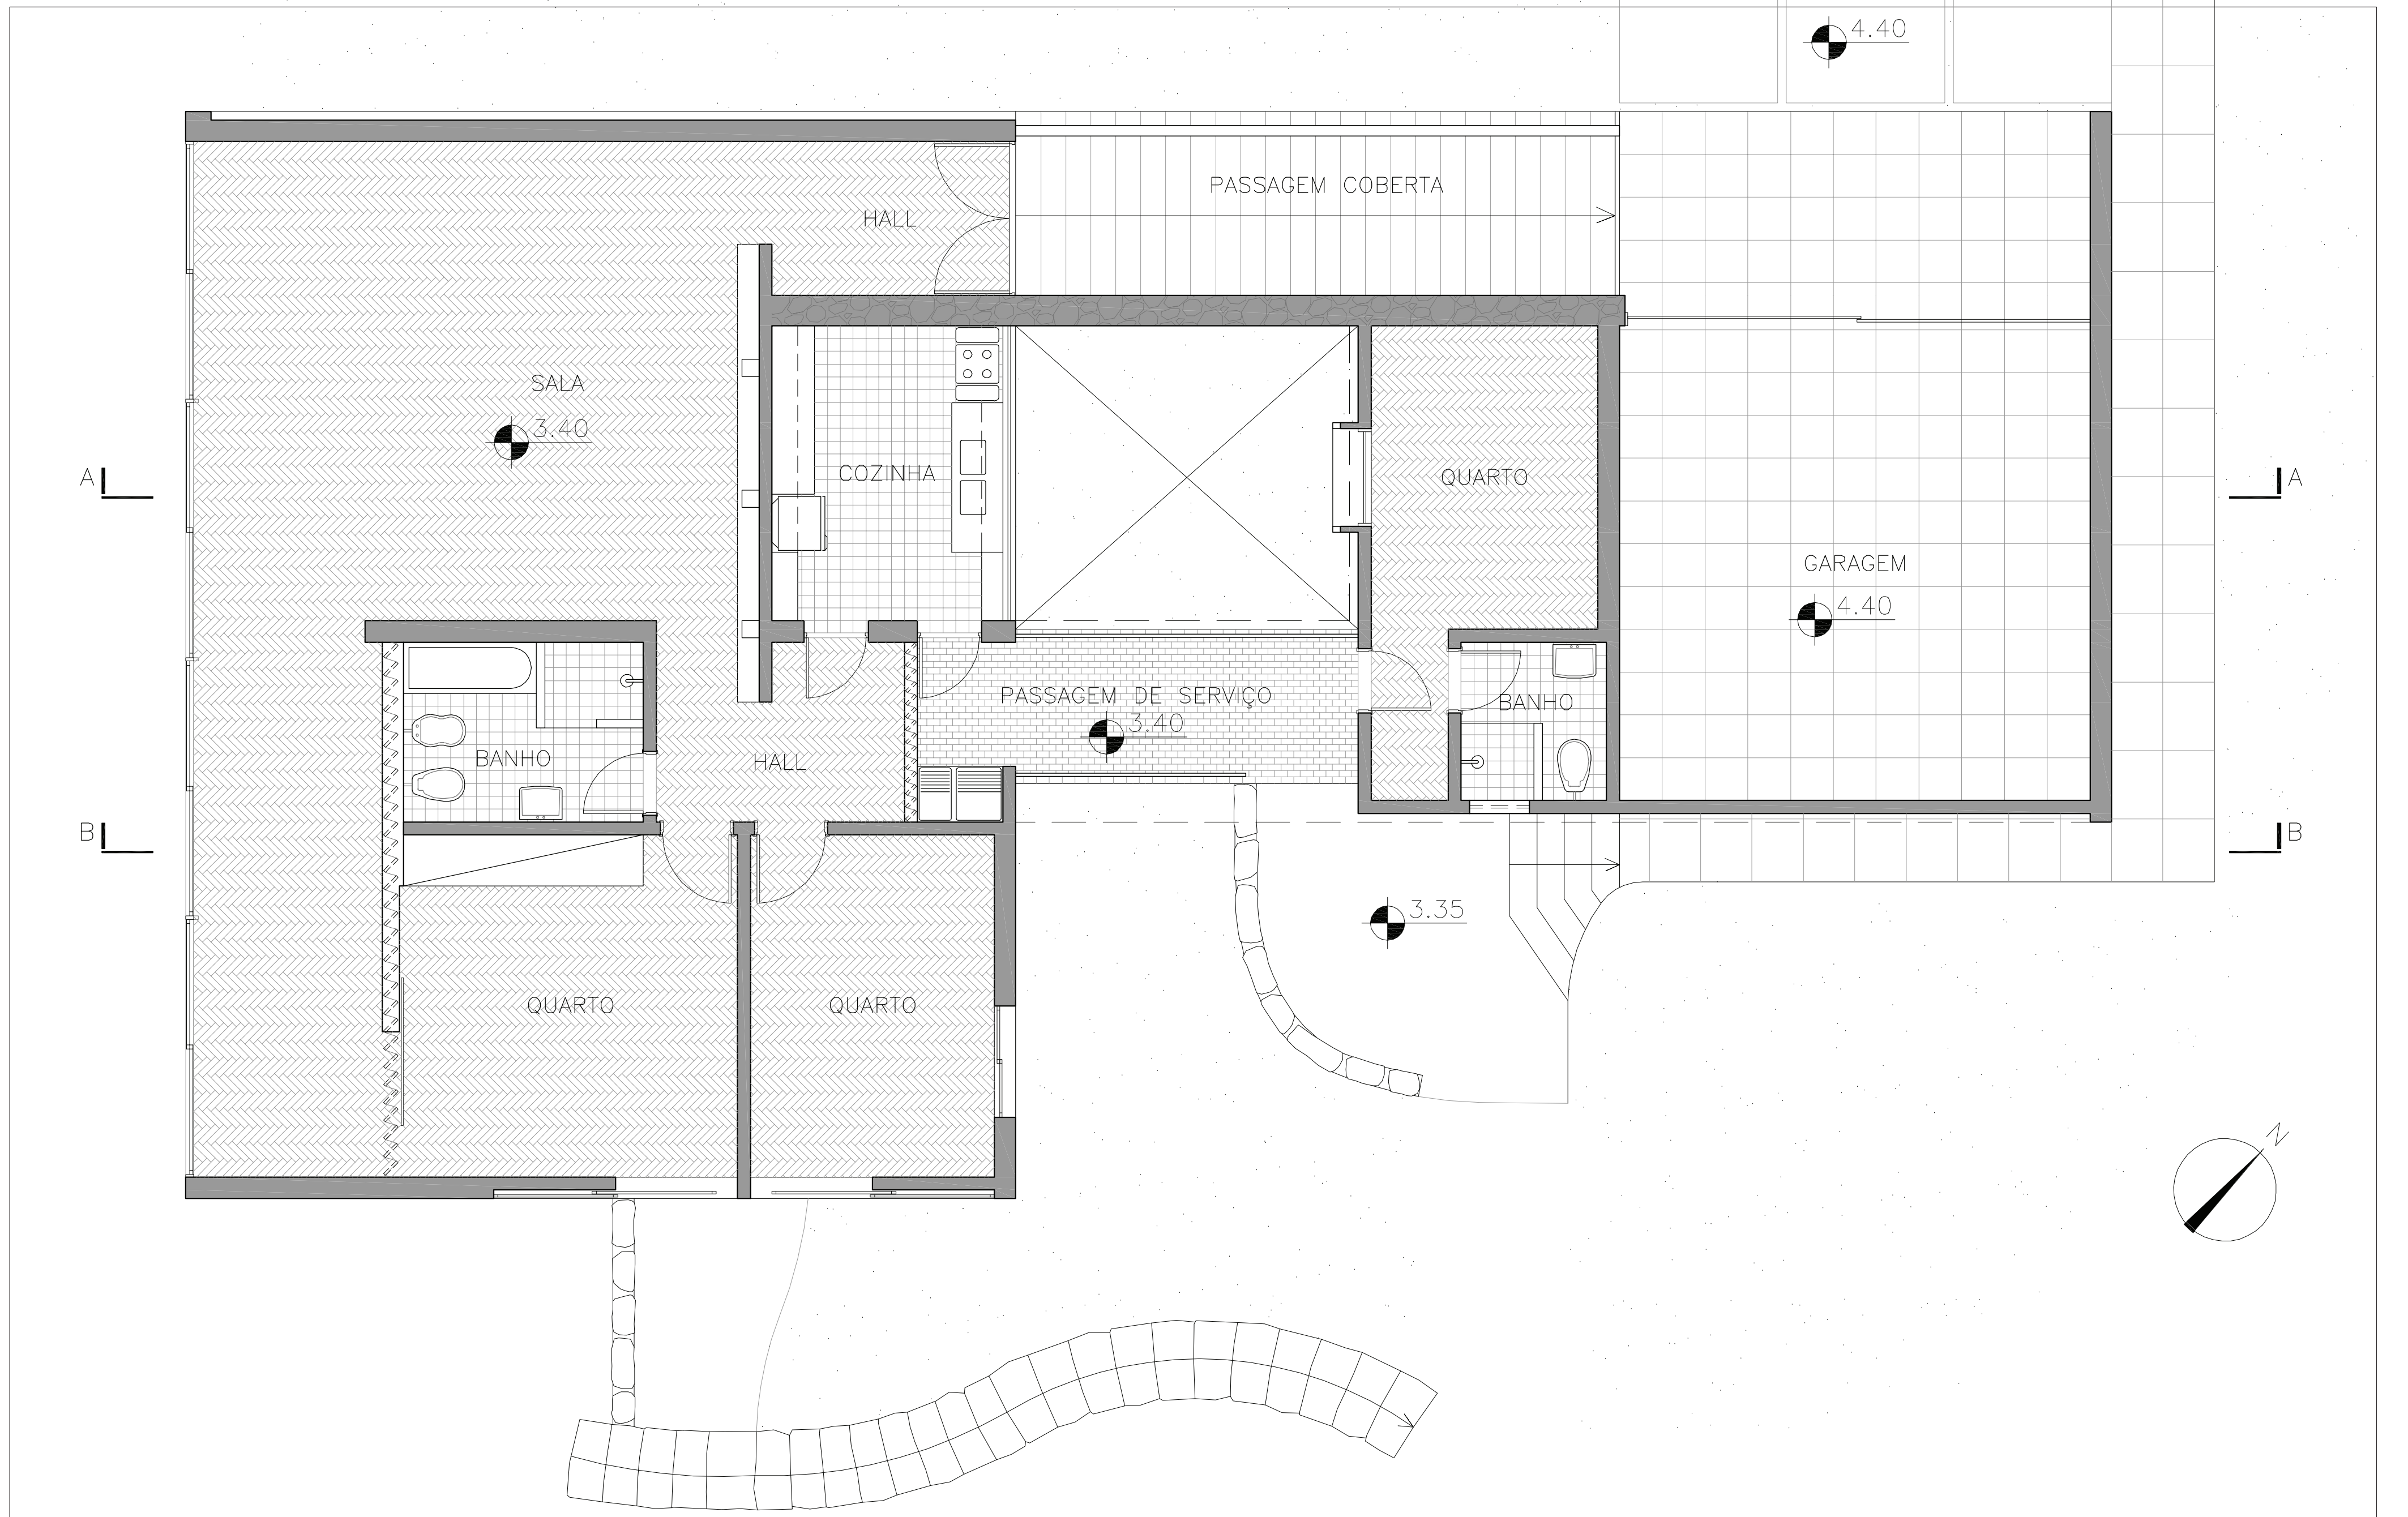 4.40
PASSAGEM COBERTA
HALL
SALA
3.40
A
COZINHA
QUARTO
A
GARAGEM
4.40
PASSAGEM DE SERVIÇO
3.40
BANHO
BANHO
HALL
B
B
3.35
QUARTO
QUARTO
N